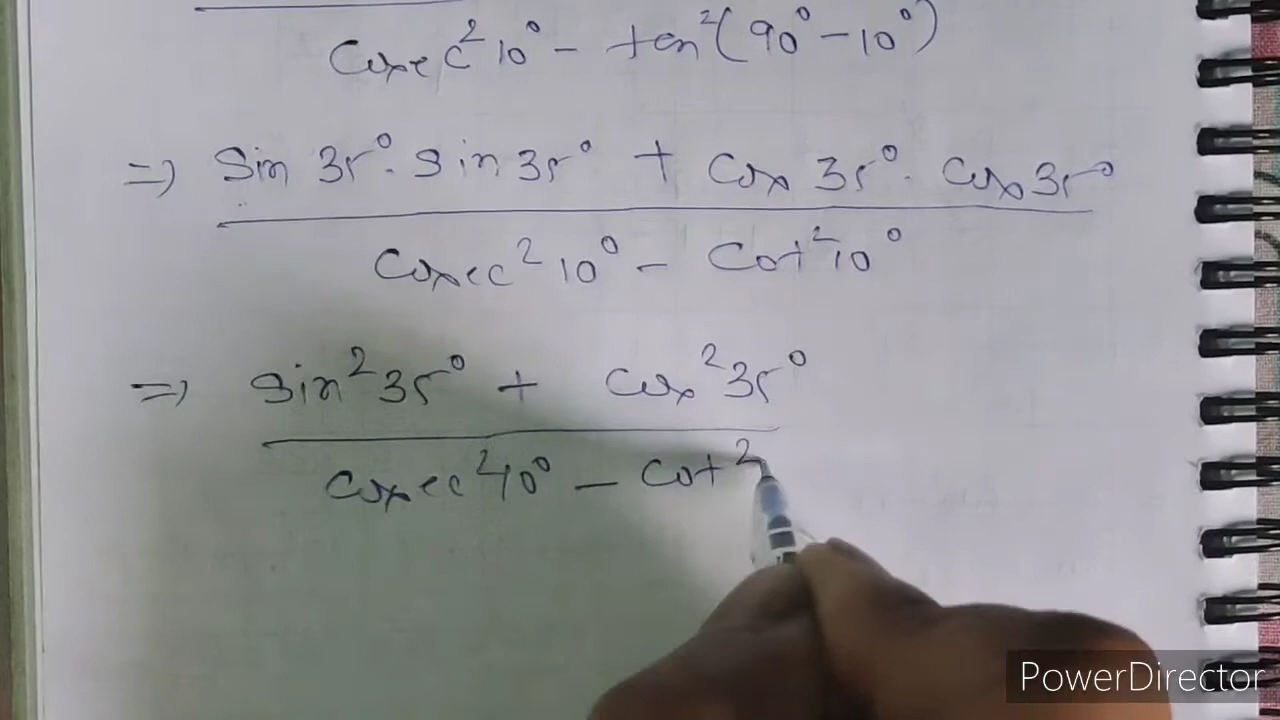 Cosec²10° - tan²(90° - 10°)
=> Sin 35° . sin 35° + Cos 35° . Cos 35°
Cosec²10° - Cot²10°
=> Sin²35° + Cos²35°
Cosec²10° - Cot²
PowerDirector